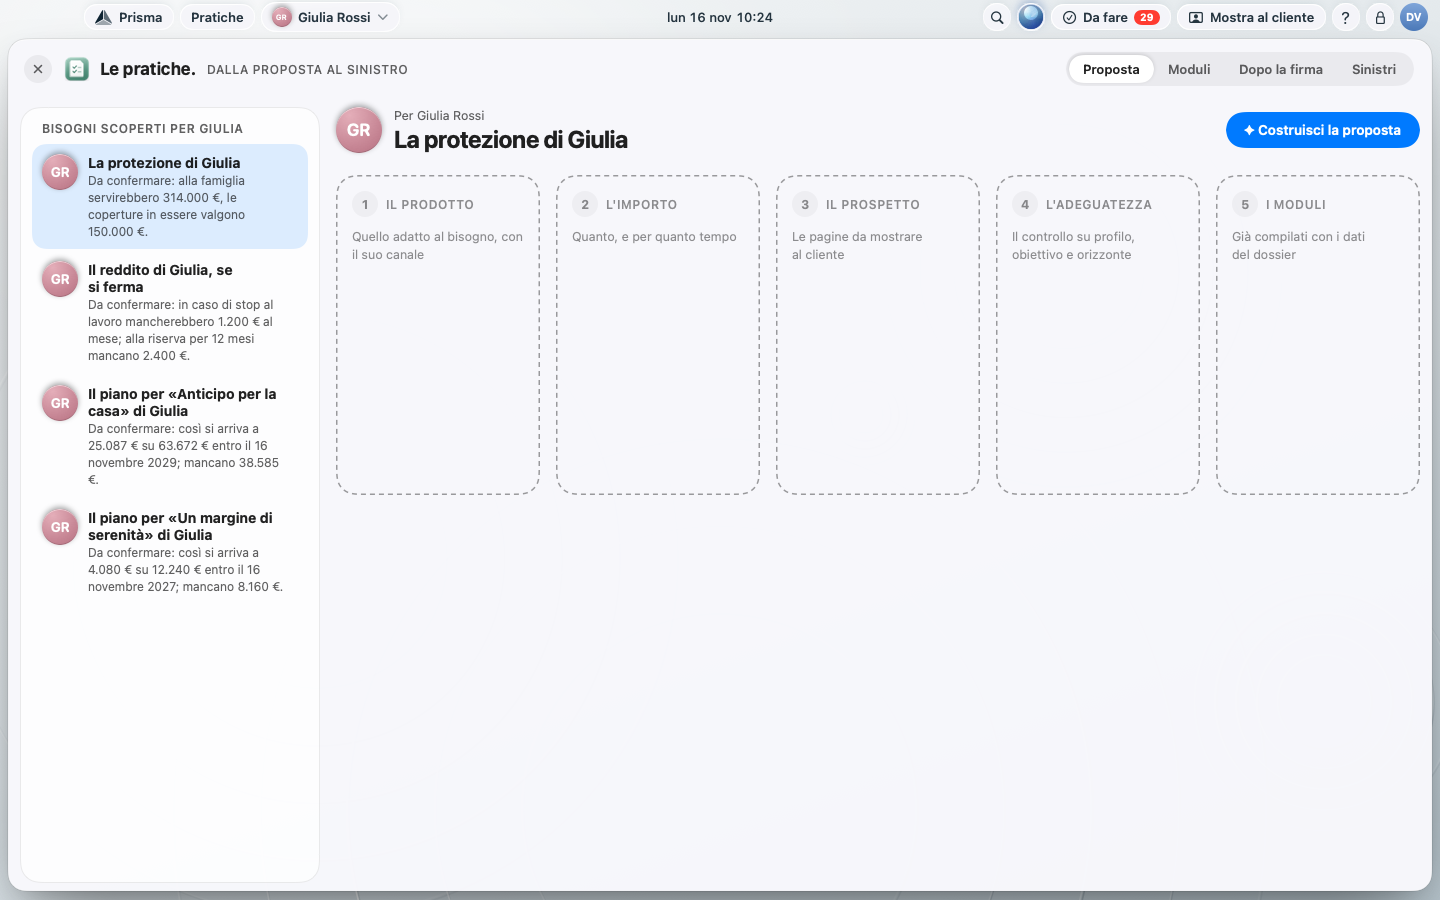 Prisma
Pratiche
GR Giulia Rossi
lun 16 nov 10:24
Da fare 29
Mostra al cliente
?
DV
Le pratiche. DALLA PROPOSTA AL SINISTRO
Proposta
Moduli
Dopo la firma
Sinistri
BISOGNI SCOPERTI PER GIULIA
GR
La protezione di Giulia
Da confermare: alla famiglia
servirebbero 314.000 €, le
coperture in essere valgono
150.000 €.
GR
Il reddito di Giulia, se
si ferma
Da confermare: in caso di stop al
lavoro mancherebbero 1.200 € al
mese; alla riserva per 12 mesi
mancano 2.400 €.
GR
Il piano per «Anticipo per la
casa» di Giulia
Da confermare: così si arriva a
25.087 € su 63.672 € entro il 16
novembre 2029; mancano 38.585
€.
GR
Il piano per «Un margine di
serenità» di Giulia
Da confermare: così si arriva a
4.080 € su 12.240 € entro il 16
novembre 2027; mancano 8.160 €.
GR
Per Giulia Rossi
La protezione di Giulia
Costruisci la proposta
1 IL PRODOTTO
Quello adatto al bisogno, con
il suo canale
2 L'IMPORTO
Quanto, e per quanto tempo
3 IL PROSPETTO
Le pagine da mostrare
al cliente
4 L'ADEGUATEZZA
Il controllo su profilo,
obiettivo e orizzonte
5 I MODULI
Già compilati con i dati
del dossier